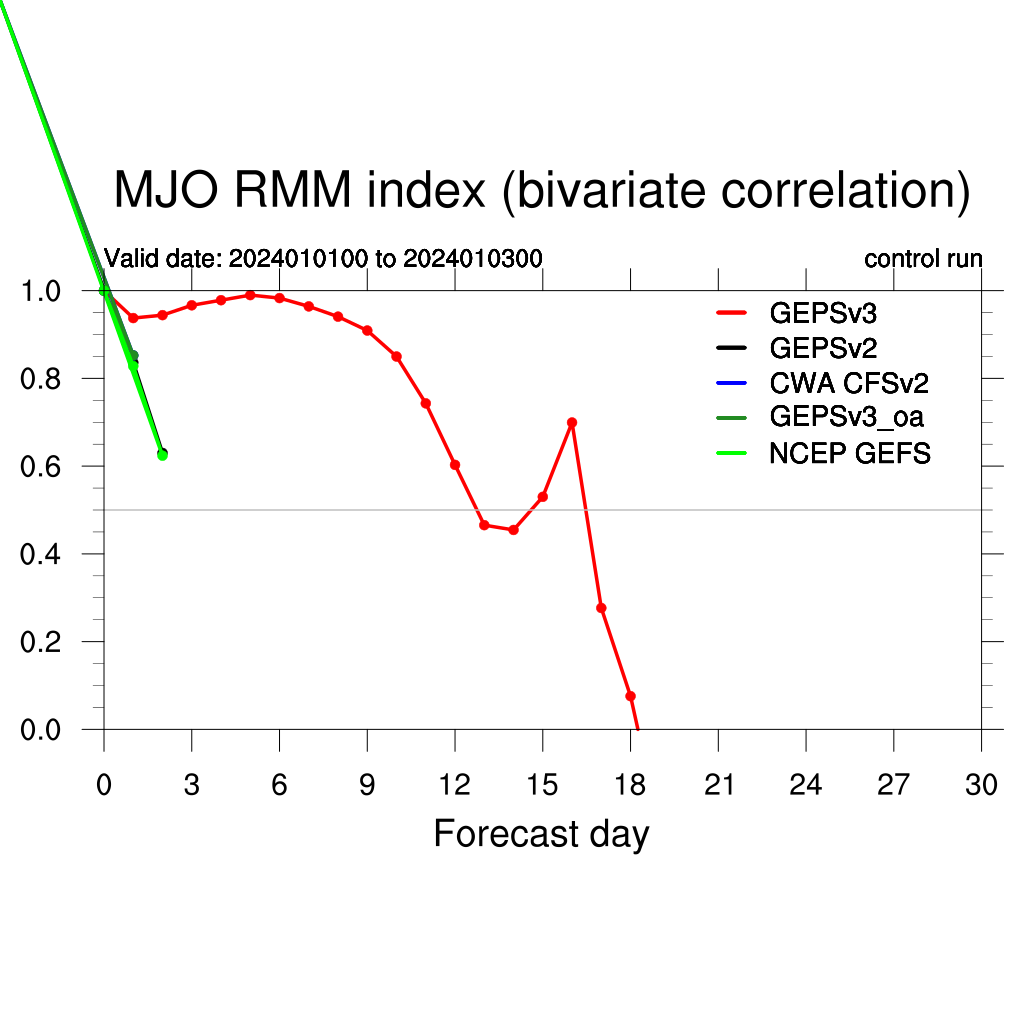 MJO RMM index (bivariate correlation)
Valid date: 2024010100 to 2024010300 control run
1.0
0.8
0.6
0.4
0.2
0.0
GEPSv3
GEPSv2
CWA CFSv2
GEPSv3_oa
NCEP GEFS
0 3 6 9 12 15 18 21 24 27 30
Forecast day